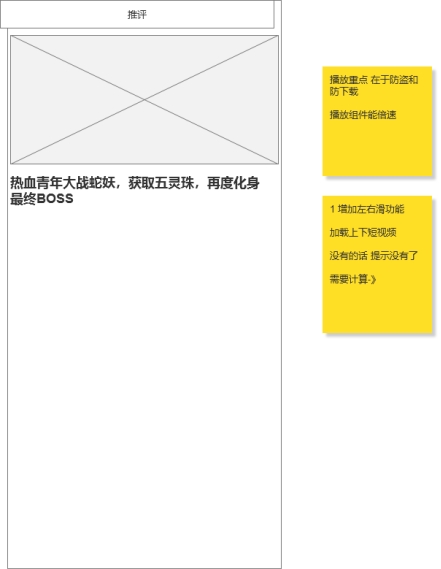 推评
热血青年大战蛇妖，获取五灵珠，再度化身
最终BOSS
播放重点 在于防盗和
防下载
播放组件能倍速
1 增加左右滑功能
加载上下短视频
没有的话 提示没有了
需要计算-》